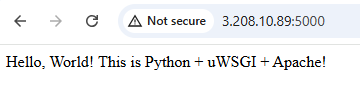 Not secure 3.208.10.89:5000
Hello, World! This is Python + uWSGI + Apache!